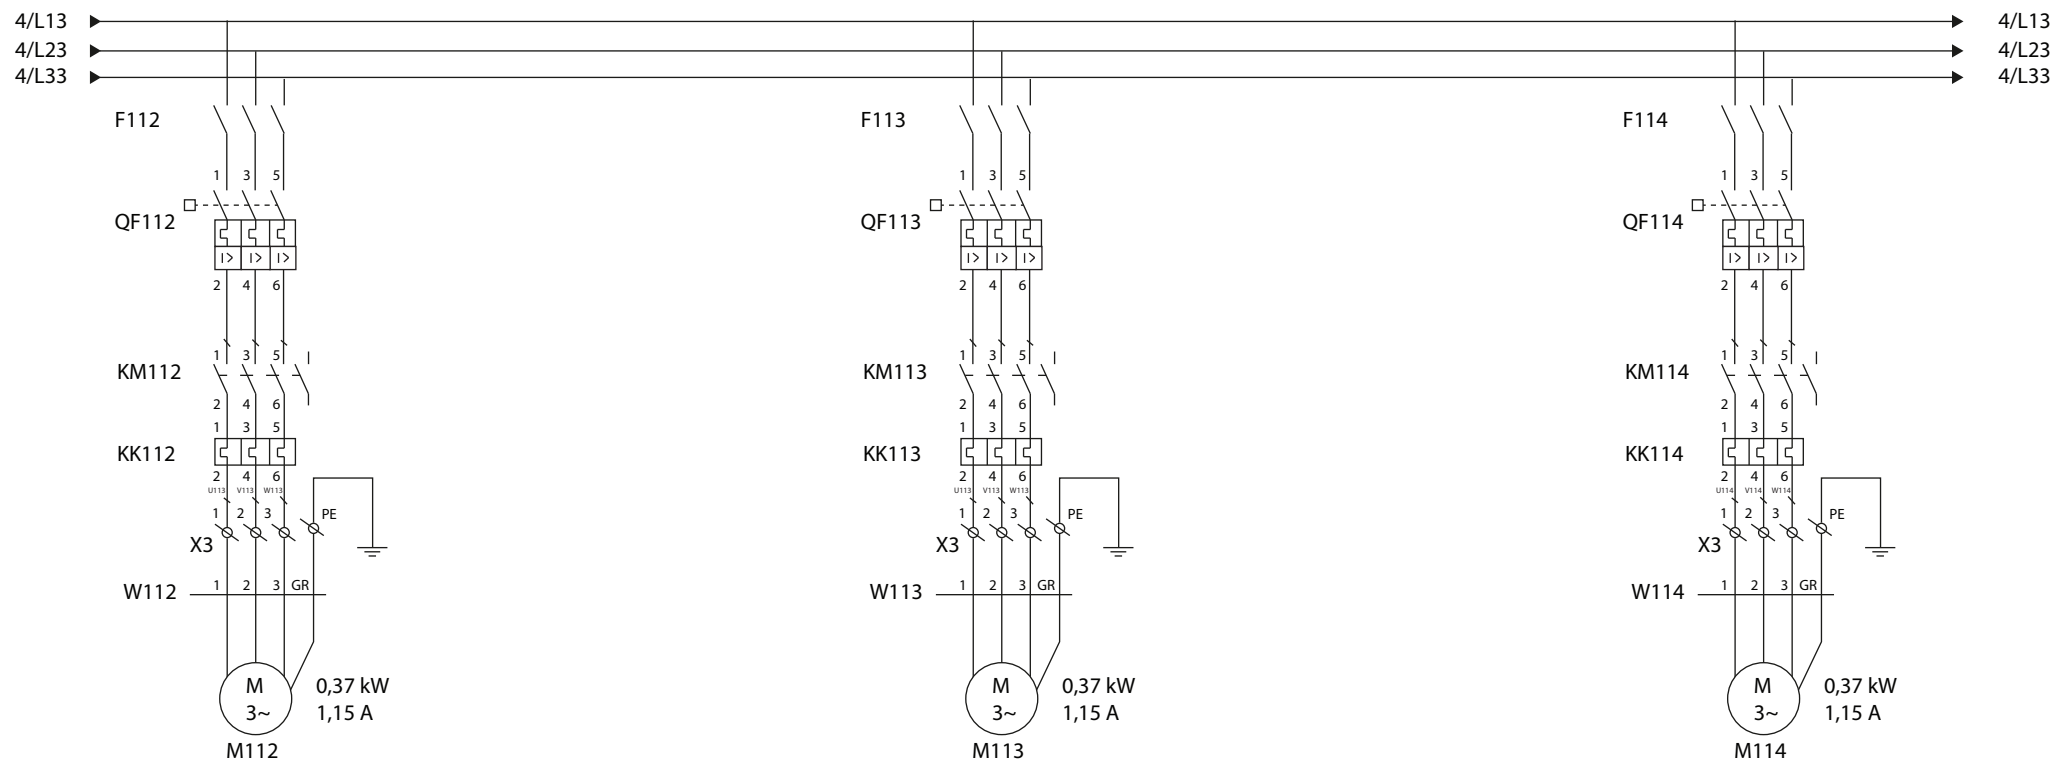 4/L13 4/L13
4/L23 4/L23
4/L33 4/L33
F112 F113 F114
1 3 5 1 3 5 1 3 5
QF112 QF113 QF114
I> I> I> I> I> I> I> I> I>
2 4 6 2 4 6 2 4 6
1 3 5 1 3 5 1 3 5
KM112 KM113 KM114
2 4 6 2 4 6 2 4 6
1 3 5 1 3 5 1 3 5
KK112 KK113 KK114
2 4 6 2 4 6 2 4 6
U113 V113 W113 U113 V113 W113 U114 V114 W114
1 2 3 PE 1 2 3 PE 1 2 3 PE
X3 X3 X3
W112 1 2 3 GR W113 1 2 3 GR W114 1 2 3 GR
M 0,37 kW M 0,37 kW M 0,37 kW
3~ 1,15 A 3~ 1,15 A 3~ 1,15 A
M112 M113 M114